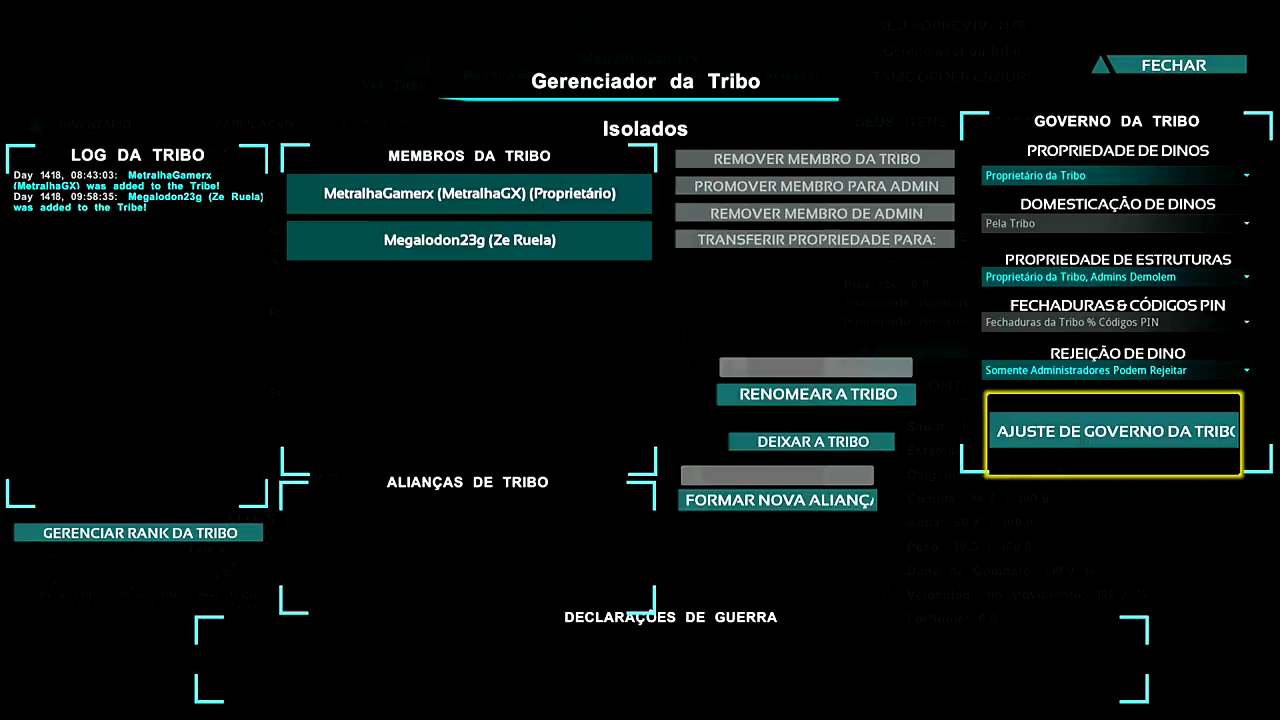 Gerenciador da Tribo
FECHAR
Isolados
LOG DA TRIBO
Day 1418, 08:43:03: MetralhaGamerx
(MetralhaGX) was added to the Tribe!
Day 1418, 09:58:35: Megalodon23g (Ze Ruela)
was added to the Tribe!
GERENCIAR RANK DA TRIBO
MEMBROS DA TRIBO
MetralhaGamerx (MetralhaGX) (Proprietário)
Megalodon23g (Ze Ruela)
ALIANÇAS DE TRIBO
REMOVER MEMBRO DA TRIBO
PROMOVER MEMBRO PARA ADMIN
REMOVER MEMBRO DE ADMIN
TRANSFERIR PROPRIEDADE PARA:
RENOMEAR A TRIBO
DEIXAR A TRIBO
FORMAR NOVA ALIANÇA
GOVERNO DA TRIBO
PROPRIEDADE DE DINOS
Proprietário da Tribo
DOMESTICAÇÃO DE DINOS
Pela Tribo
PROPRIEDADE DE ESTRUTURAS
Proprietário da Tribo, Admins Demolem
FECHADURAS & CÓDIGOS PIN
Fechaduras da Tribo % Códigos PIN
REJEIÇÃO DE DINO
Somente Administradores Podem Rejeitar
AJUSTE DE GOVERNO DA TRIBO
DECLARAÇÕES DE GUERRA